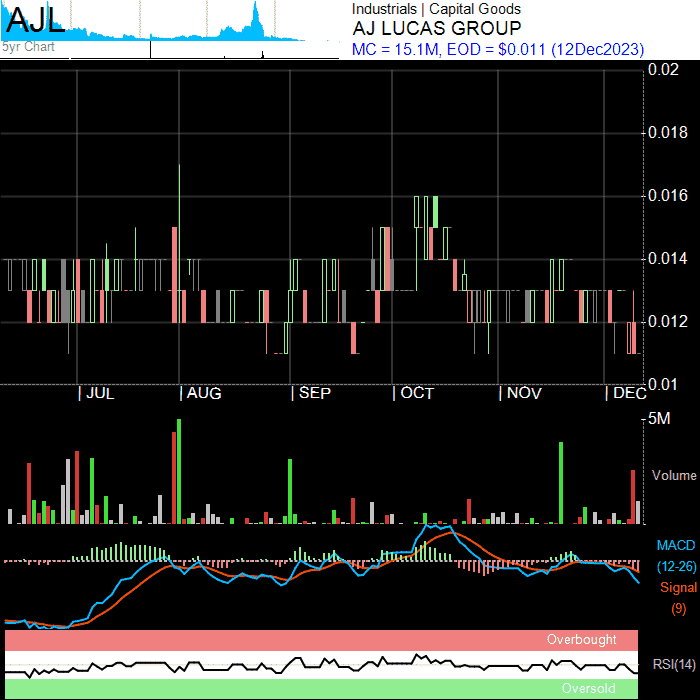 AJL
5yr Chart
Industrials | Capital Goods
AJ LUCAS GROUP
MC = 15.1M, EOD = $0.011 (12Dec2023)
0.02
0.018
0.016
0.014
0.012
0.01
| JUL | AUG | SEP | OCT | NOV | DEC
5M
Volume
MACD
(12-26)
Signal
(9)
Overbought
RSI(14)
Oversold